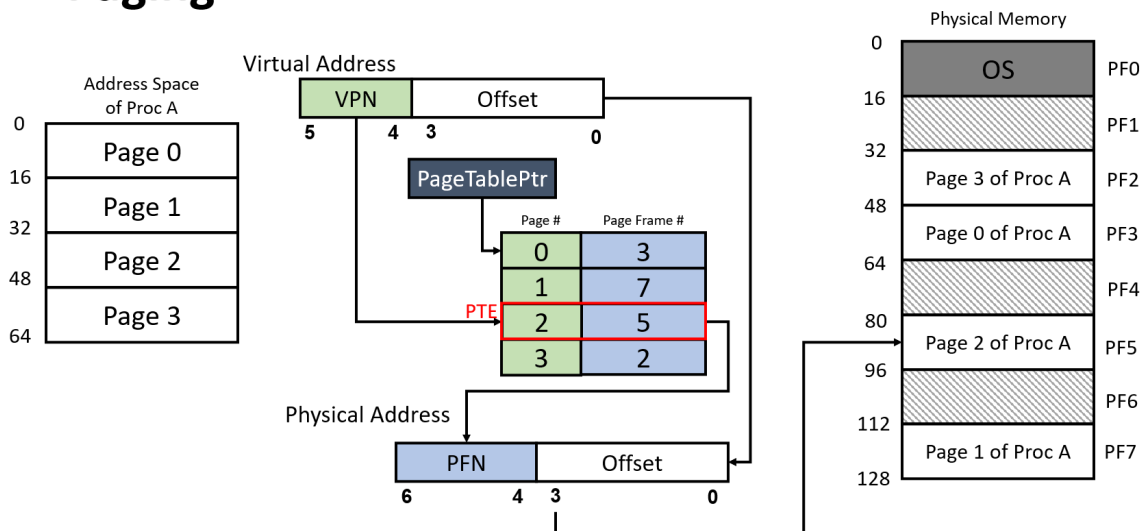 Paging
Address Space
of Proc A
0
Page 0
16
Page 1
32
Page 2
48
Page 3
64
Virtual Address
VPN
Offset
5
4
3
0
PageTablePtr
Page #
Page Frame #
0
3
1
7
PTE
2
5
3
2
Physical Address
PFN
Offset
6
4
3
0
Physical Memory
0
OS
PF0
16
PF1
32
Page 3 of Proc A
PF2
48
Page 0 of Proc A
PF3
64
PF4
80
Page 2 of Proc A
PF5
96
PF6
112
Page 1 of Proc A
PF7
128